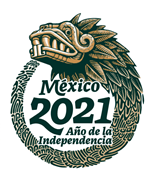 México
2021
Año de la
Independencia